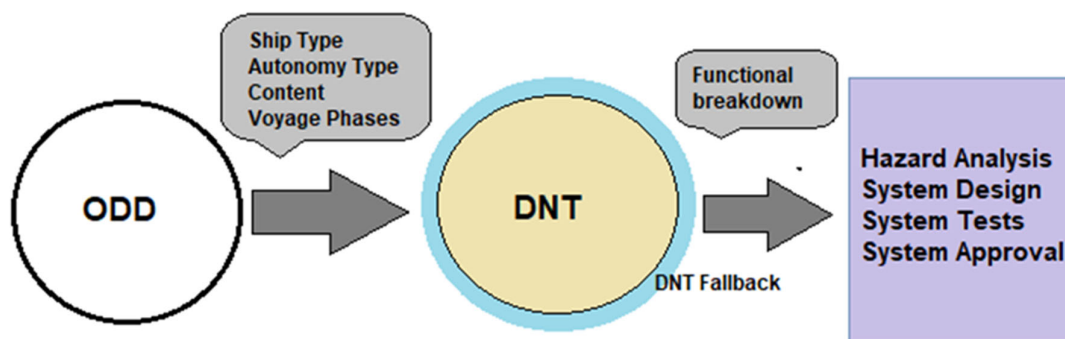 ODD
Ship Type
Autonomy Type
Content
Voyage Phases
DNT
DNT Fallback
Functional
breakdown
Hazard Analysis
System Design
System Tests
System Approval